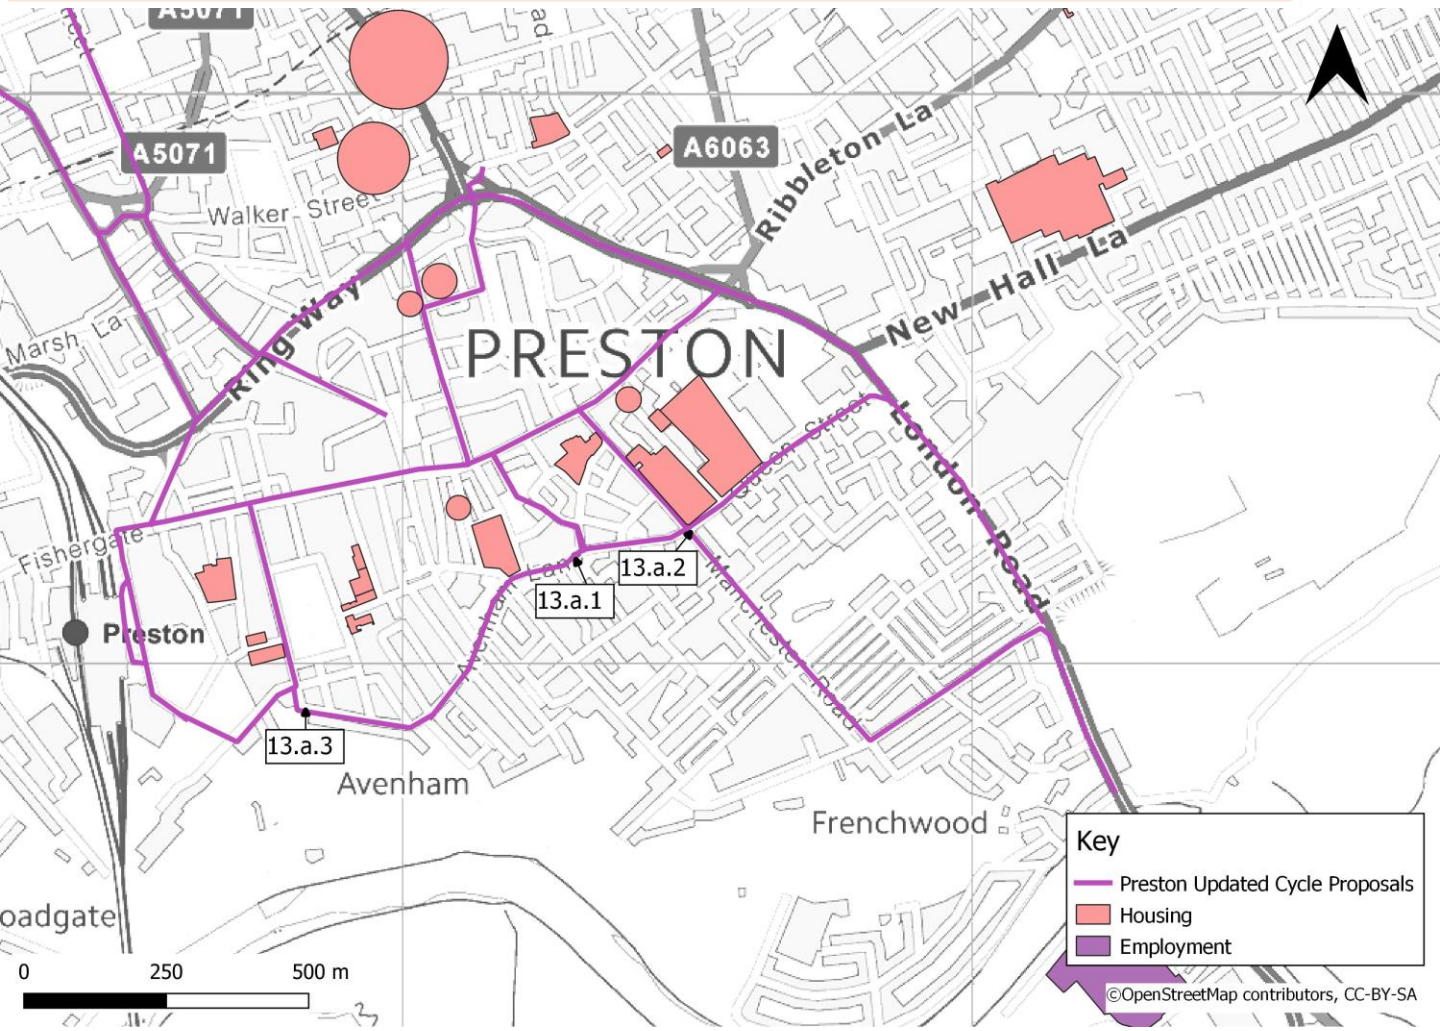 A5071
A5071
A6063
Ribbleton La
Walker Street
New Hall La
Ring Way
Marsh La
PRESTON
Queen Street
London Road
Fishergate
13.a.2
13.a.1
Manchester Road
Preston
Avenham Lane
13.a.3
Avenham
Frenchwood
Key
Preston Updated Cycle Proposals
Housing
Employment
oadgate
0 250 500 m
©OpenStreetMap contributors, CC-BY-SA